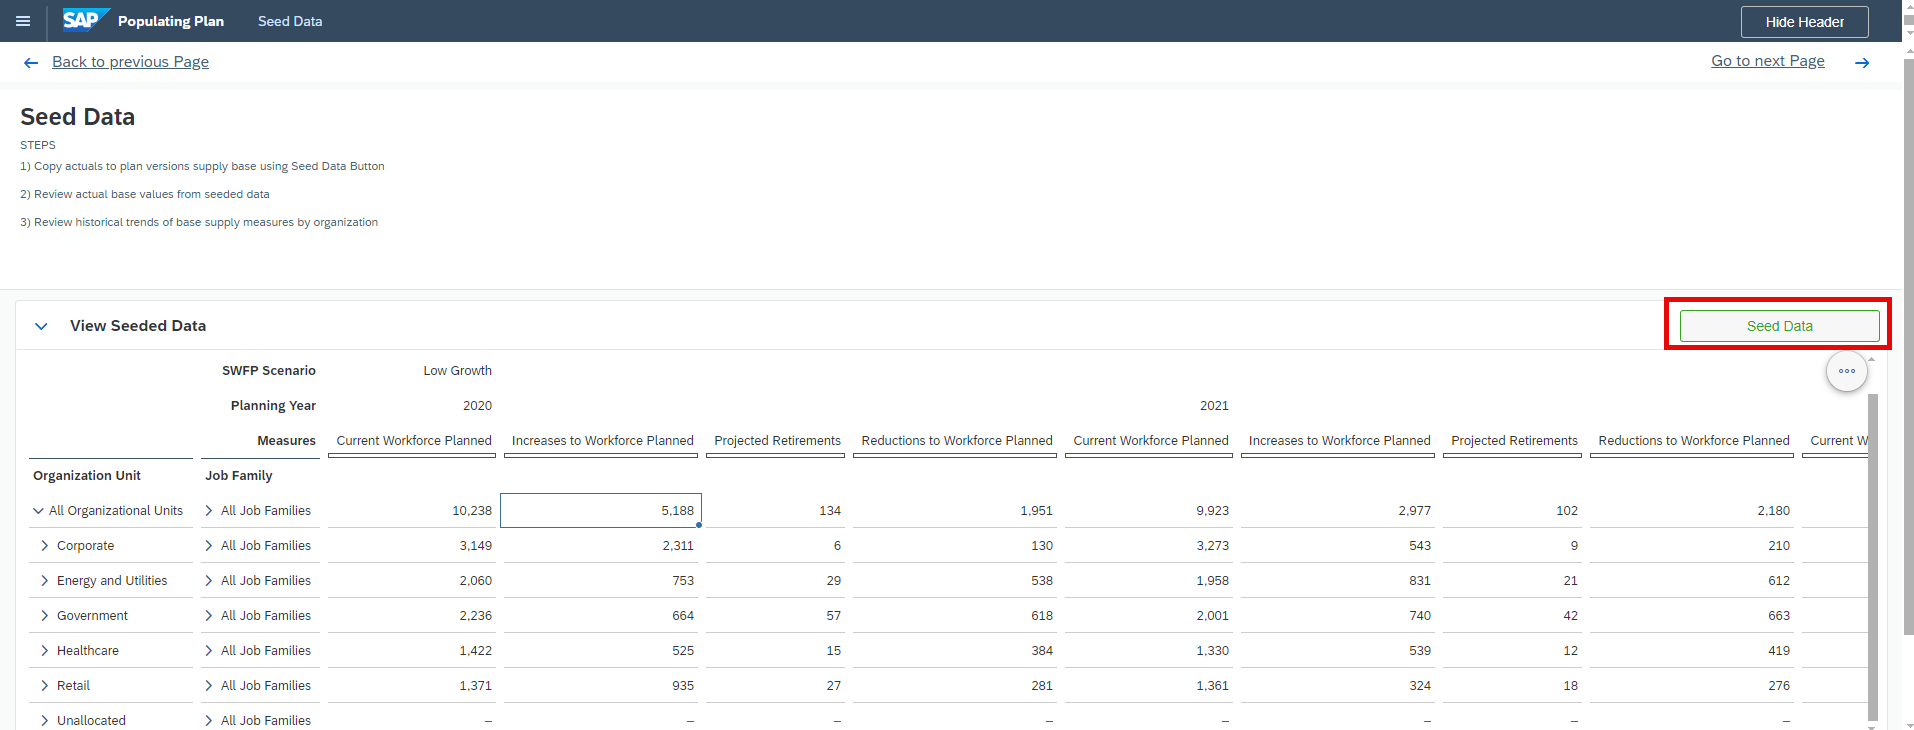 SAP Populating Plan Seed Data Hide Header
Back to previous Page Go to next Page
Seed Data
STEPS
1) Copy actuals to plan versions supply base using Seed Data Button
2) Review actual base values from seeded data
3) Review historical trends of base supply measures by organization
View Seeded Data Seed Data
SWFP Scenario Low Growth
Planning Year 2020 2021
Measures Current Workforce Planned Increases to Workforce Planned Projected Retirements Reductions to Workforce Planned Current Workforce Planned Increases to Workforce Planned Projected Retirements Reductions to Workforce Planned Current W
Organization Unit Job Family
All Organizational Units All Job Families 10,238 5,188 134 1,951 9,923 2,977 102 2,180
Corporate All Job Families 3,149 2,311 6 130 3,273 543 9 210
Energy and Utilities All Job Families 2,060 753 29 538 1,958 831 21 612
Government All Job Families 2,236 664 57 618 2,001 740 42 663
Healthcare All Job Families 1,422 525 15 384 1,330 539 12 419
Retail All Job Families 1,371 935 27 281 1,361 324 18 276
Unallocated All Job Families – – – – – – – –